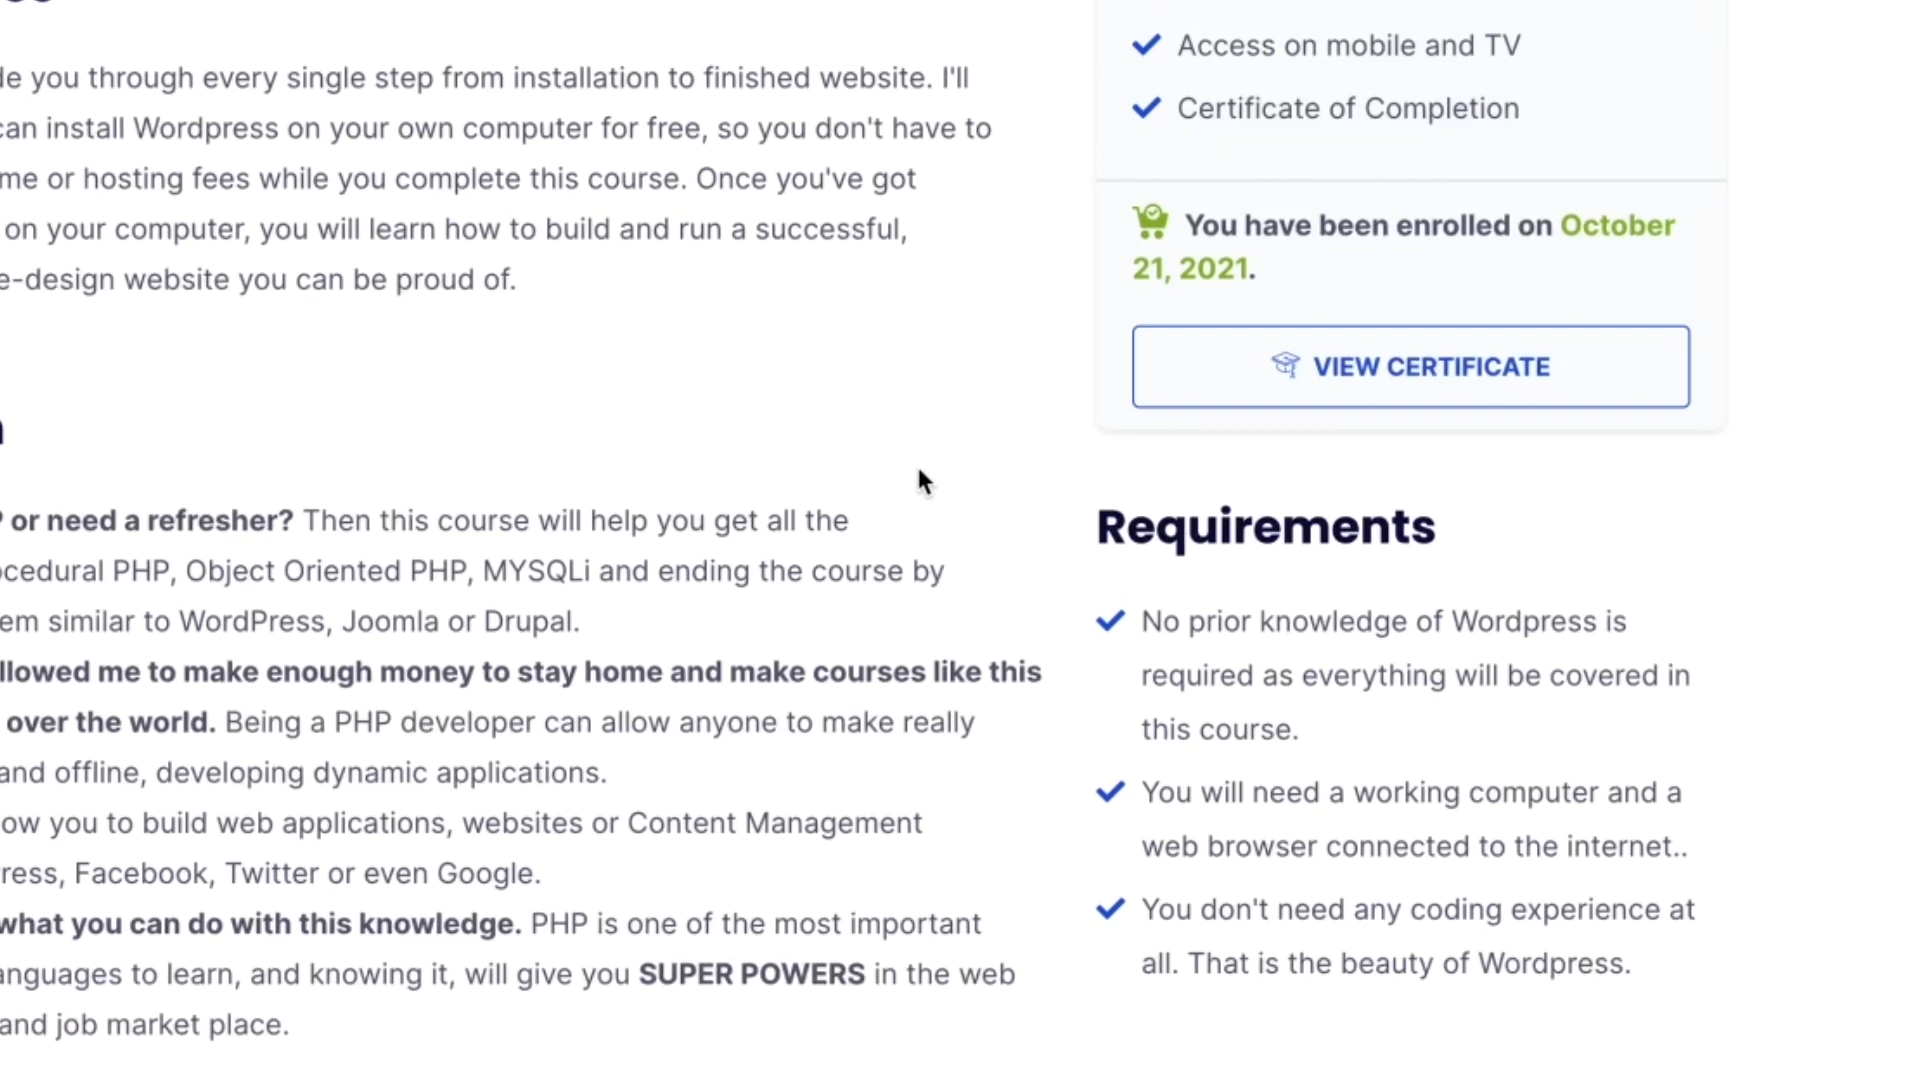 de you through every single step from installation to finished website. I'll
can install Wordpress on your own computer for free, so you don't have to
me or hosting fees while you complete this course. Once you've got
on your computer, you will learn how to build and run a successful,
e-design website you can be proud of.
or need a refresher? Then this course will help you get all the
ocedural PHP, Object Oriented PHP, MYSQLi and ending the course by
em similar to WordPress, Joomla or Drupal.
llowed me to make enough money to stay home and make courses like this
over the world. Being a PHP developer can allow anyone to make really
and offline, developing dynamic applications.
ow you to build web applications, websites or Content Management
ress, Facebook, Twitter or even Google.
what you can do with this knowledge. PHP is one of the most important
anguages to learn, and knowing it, will give you SUPER POWERS in the web
and job market place.
Access on mobile and TV
Certificate of Completion
You have been enrolled on October
21, 2021.
VIEW CERTIFICATE
Requirements
No prior knowledge of Wordpress is
required as everything will be covered in
this course.
You will need a working computer and a
web browser connected to the internet..
You don't need any coding experience at
all. That is the beauty of Wordpress.